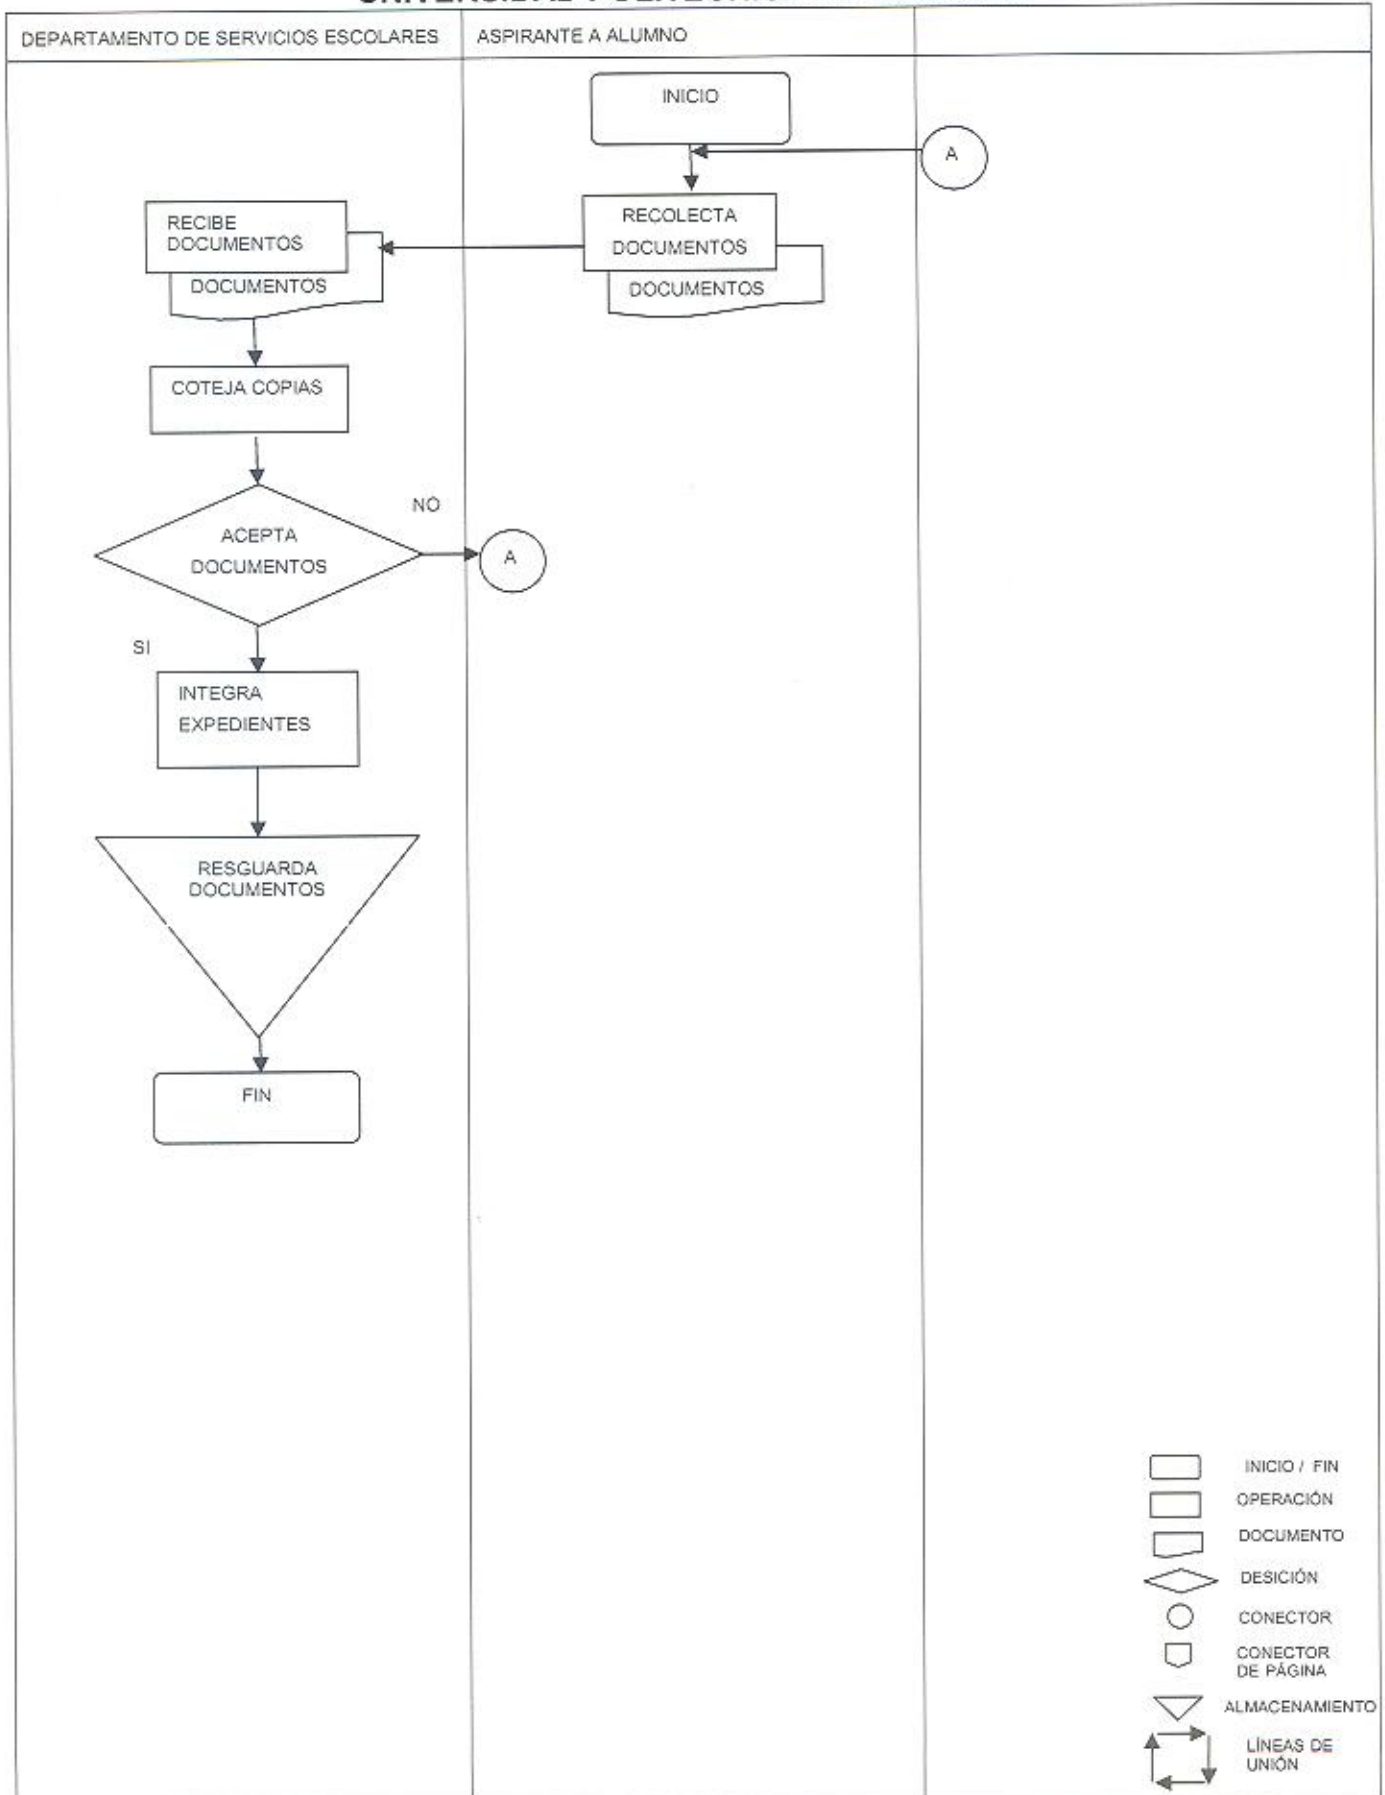 DEPARTAMENTO DE SERVICIOS ESCOLARES
ASPIRANTE A ALUMNO
INICIO
A
RECIBE
DOCUMENTOS
DOCUMENTOS
RECOLECTA
DOCUMENTOS
DOCUMENTOS
COTEJA COPIAS
NO
ACEPTA
DOCUMENTOS
A
SI
INTEGRA
EXPEDIENTES
RESGUARDA
DOCUMENTOS
FIN
INICIO / FIN
OPERACIÓN
DOCUMENTO
DESICIÓN
CONECTOR
CONECTOR
DE PÁGINA
ALMACENAMIENTO
LÍNEAS DE
UNIÓN